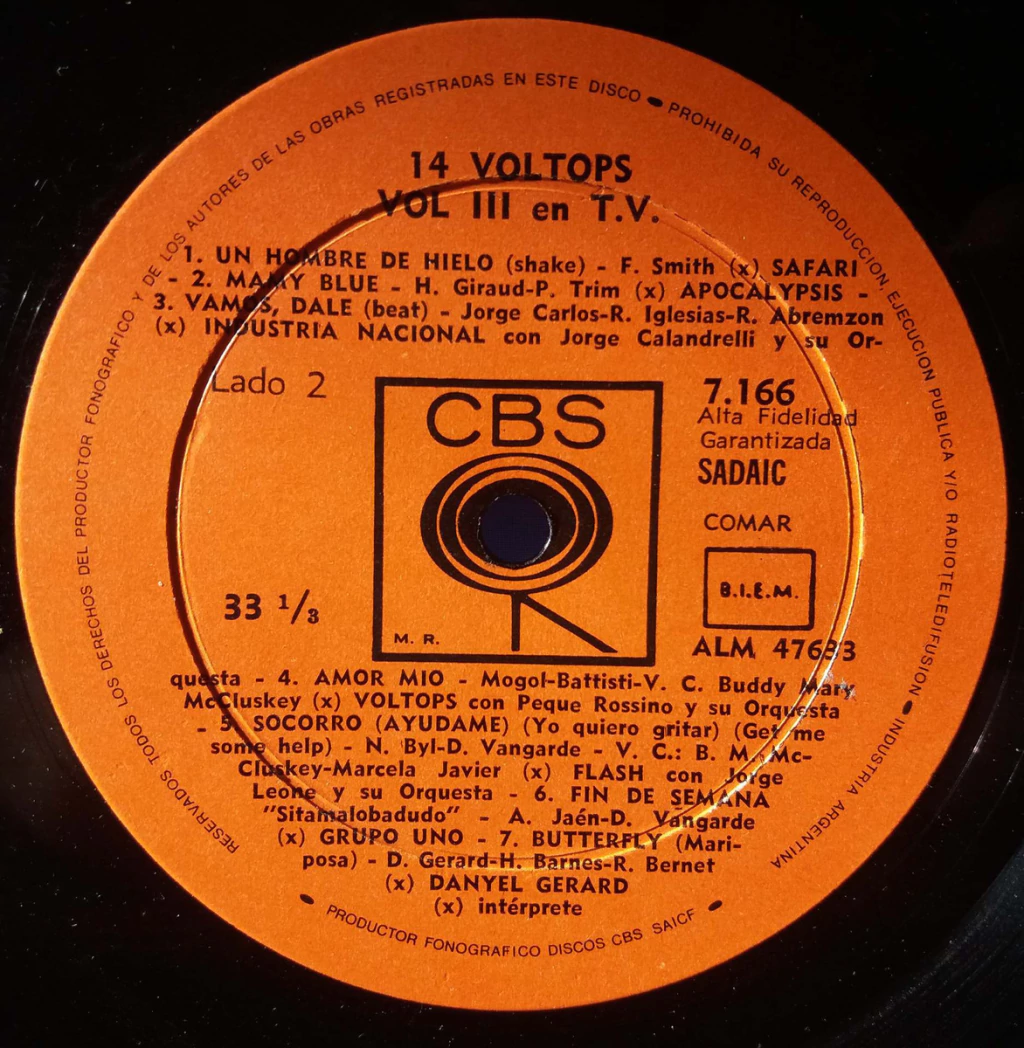 RESERVADOS TODOS LOS DERECHOS DEL PRODUCTOR FONOGRAFICO Y DE LOS AUTORES DE LAS OBRAS REGISTRADAS EN ESTE DISCO • PROHIBIDA SU REPRODUCCION, EJECUCION PUBLICA Y/O RADIOTELEDIFUSION • INDUSTRIA ARGENTINA
14 VOLTOPS
VOL III en T.V.
1. UN HOMBRE DE HIELO (shake) - F. Smith (x) SAFARI
- 2. MAMY BLUE - H. Giraud-P. Trim (x) APOCALYPSIS -
3. VAMOS, DALE (beat) - Jorge Carlos-R. Iglesias-R. Abremzon
(x) INDUSTRIA NACIONAL con Jorge Calandrelli y su Or-
Lado 2
CBS
7.166
Alta Fidelidad
Garantizada
SADAIC
COMAR
B.I.E.M.
33 1/3
M. R.
ALM 47633
questa - 4. AMOR MIO - Mogol-Battisti-V. C. Buddy Mary
McCluskey (x) VOLTOPS con Peque Rossino y su Orquesta
- 5. SOCORRO (AYUDAME) (Yo quiero gritar) (Get me
some help) - N. Byl-D. Vangarde - V. C.: B. M. Mc-
Cluskey-Marcela Javier (x) FLASH con Jorge
Leone y su Orquesta - 6. FIN DE SEMANA
"Sitamalobadudo" - A. Jaén-D. Vangarde
(x) GRUPO UNO - 7. BUTTERFLY (Mari-
posa) - D. Gerard-H. Barnes-R. Bernet
(x) DANYEL GERARD
(x) intérprete
• PRODUCTOR FONOGRAFICO DISCOS CBS SAICF •